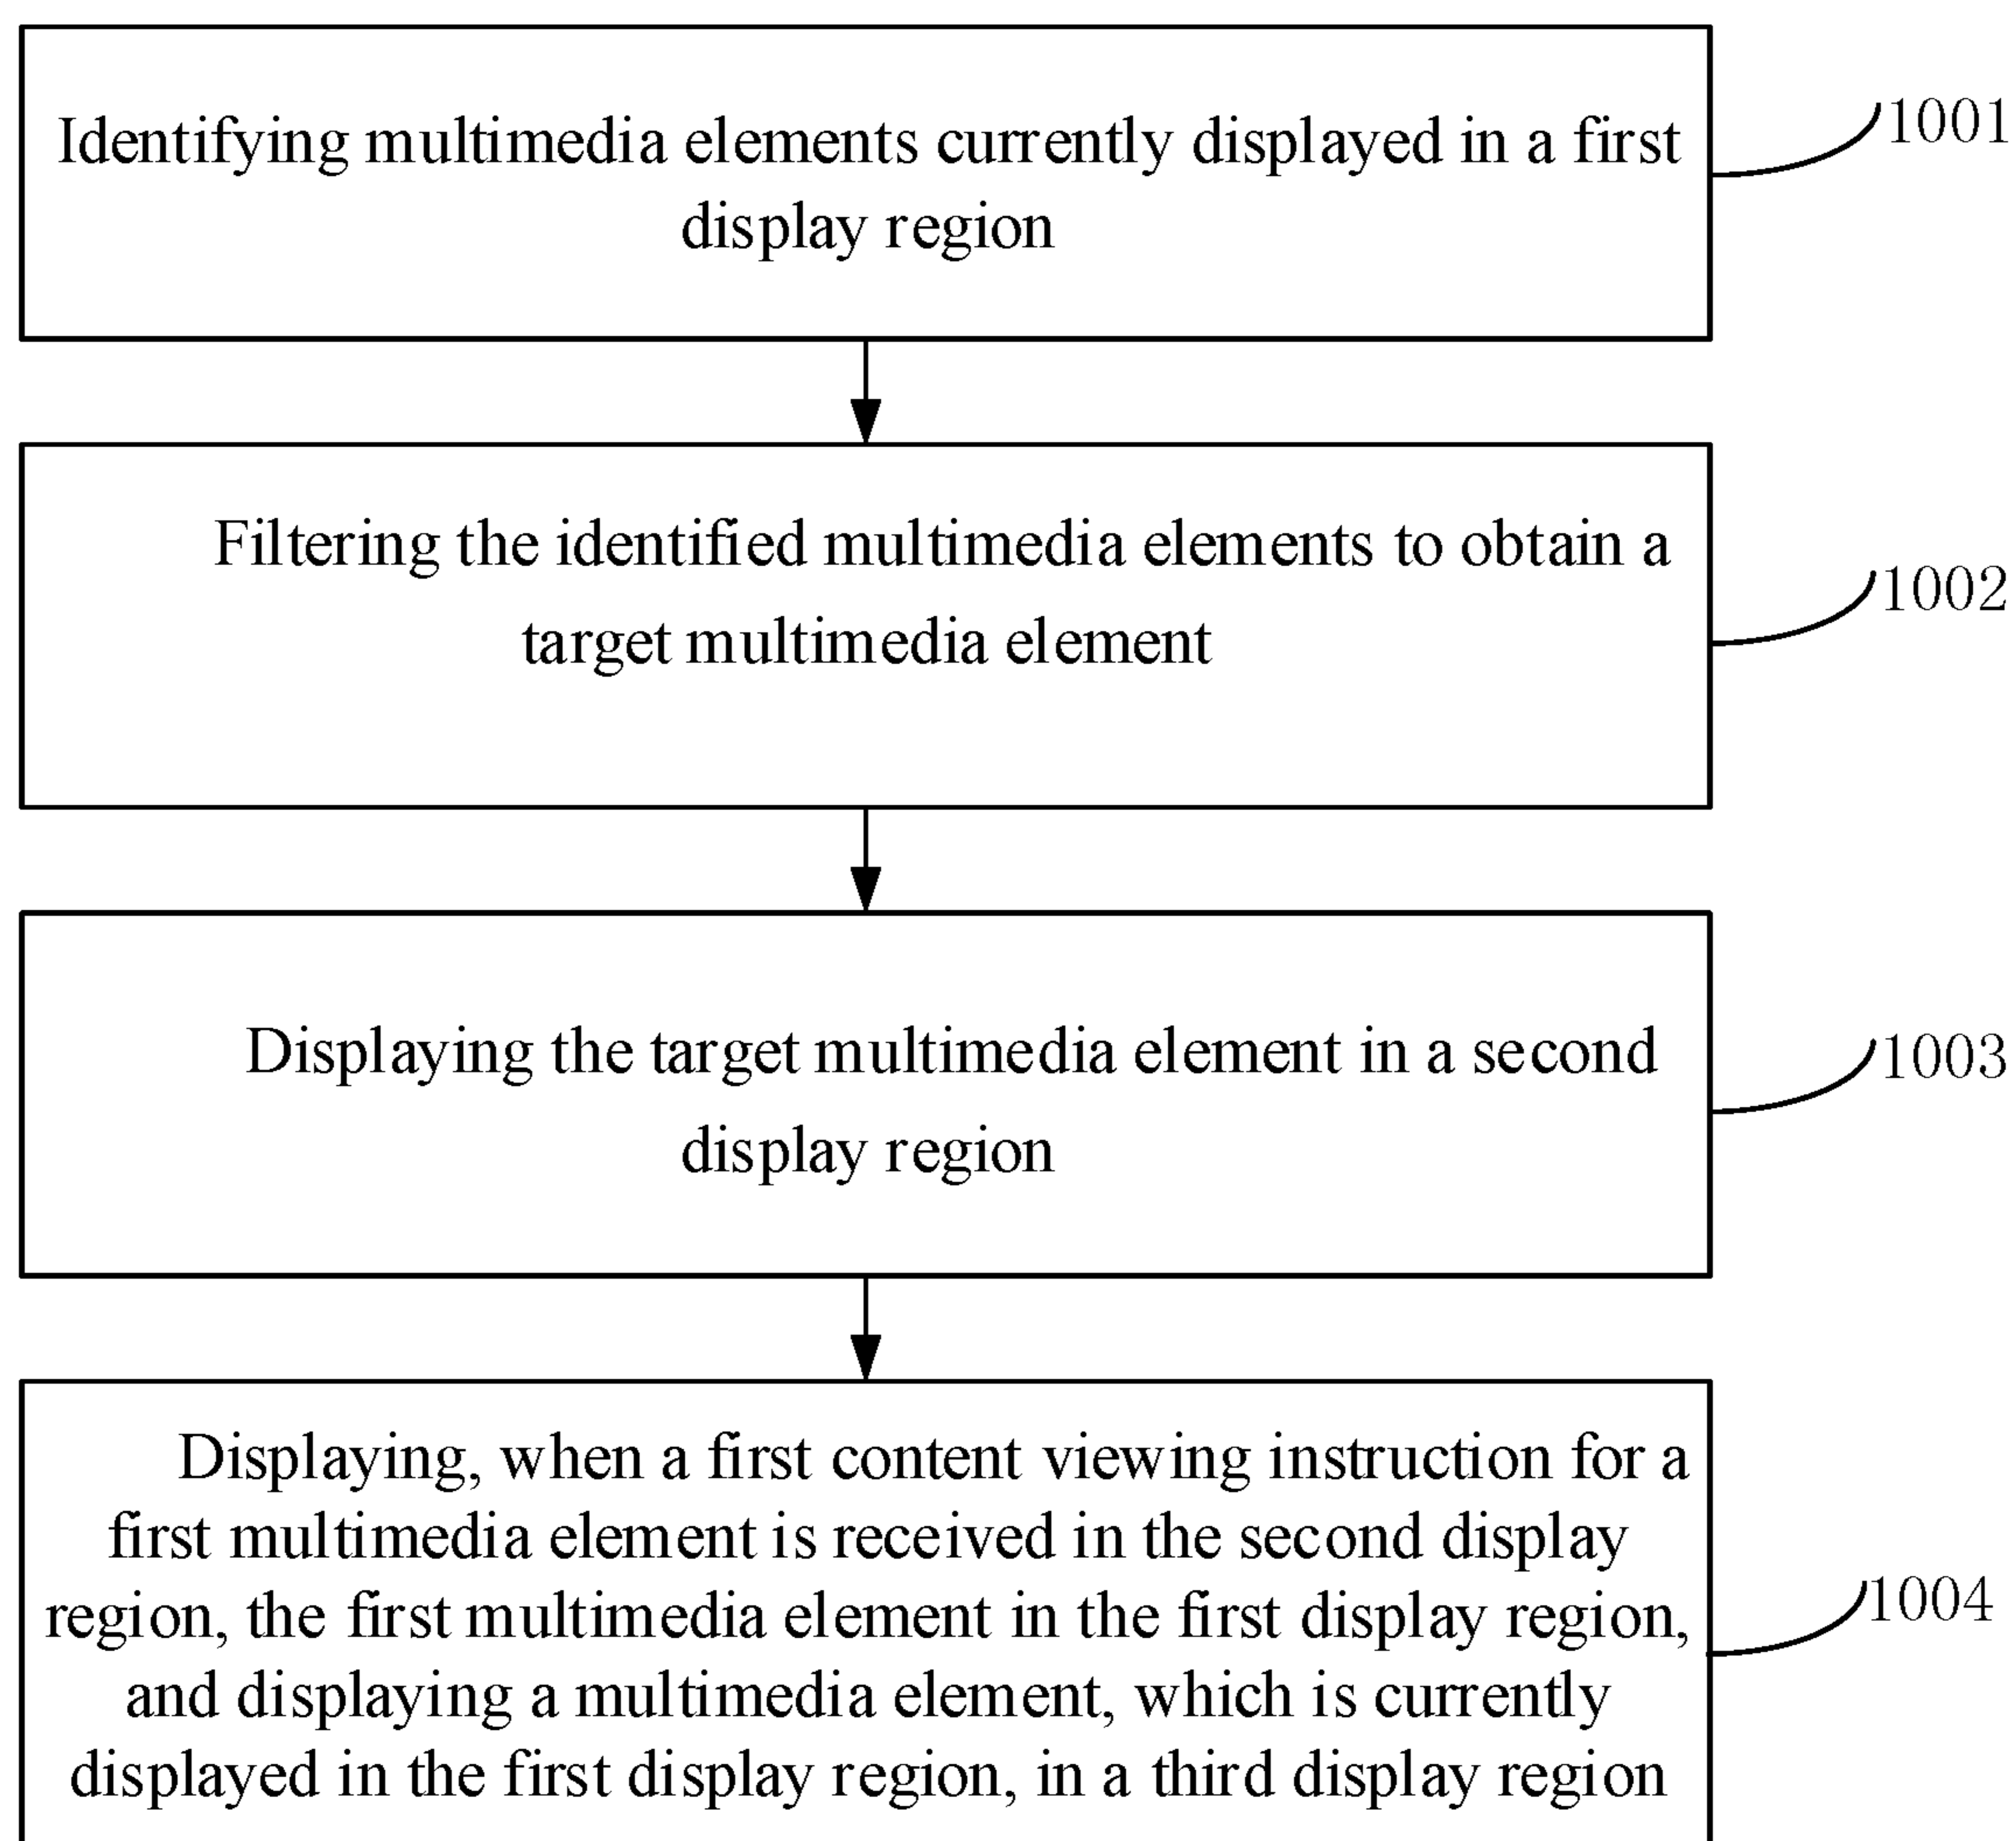 Identifying multimedia elements currently displayed in a first
display region
1001
Filtering the identified multimedia elements to obtain a
target multimedia element
1002
Displaying the target multimedia element in a second
display region
1003
Displaying, when a first content viewing instruction for a
first multimedia element is received in the second display
region, the first multimedia element in the first display region,
and displaying a multimedia element, which is currently
displayed in the first display region, in a third display region
1004